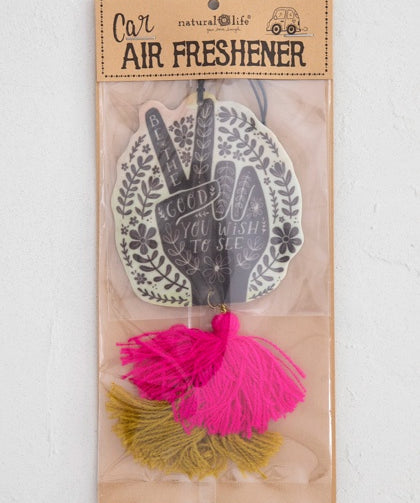 Car
natural life®
AIR FRESHENER
BE THE
GOOD
YOU WISH
TO SEE